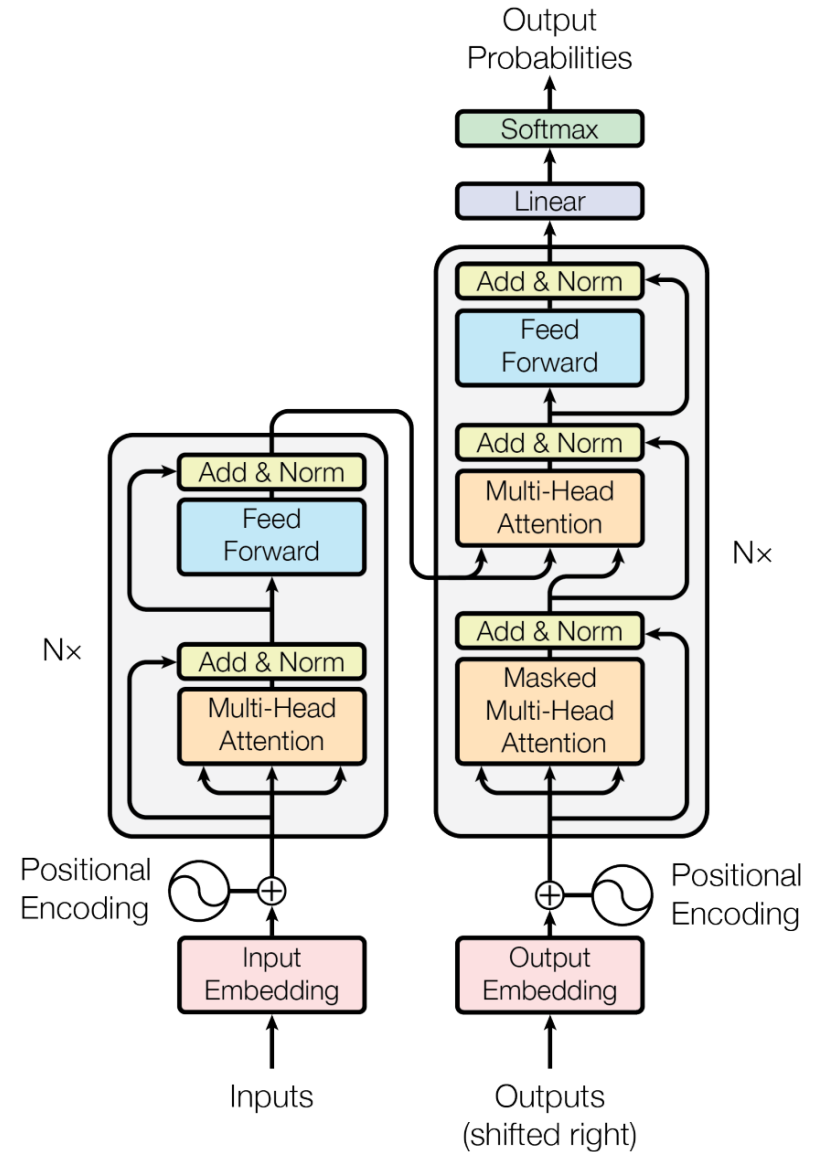 Output
Probabilities
Softmax
Linear
Add & Norm
Feed
Forward
Add & Norm
Multi-Head
Attention
Nx
Add & Norm
Masked
Multi-Head
Attention
Add & Norm
Feed
Forward
Nx
Add & Norm
Multi-Head
Attention
Positional
Encoding
Positional
Encoding
Input
Embedding
Output
Embedding
Inputs
Outputs
(shifted right)